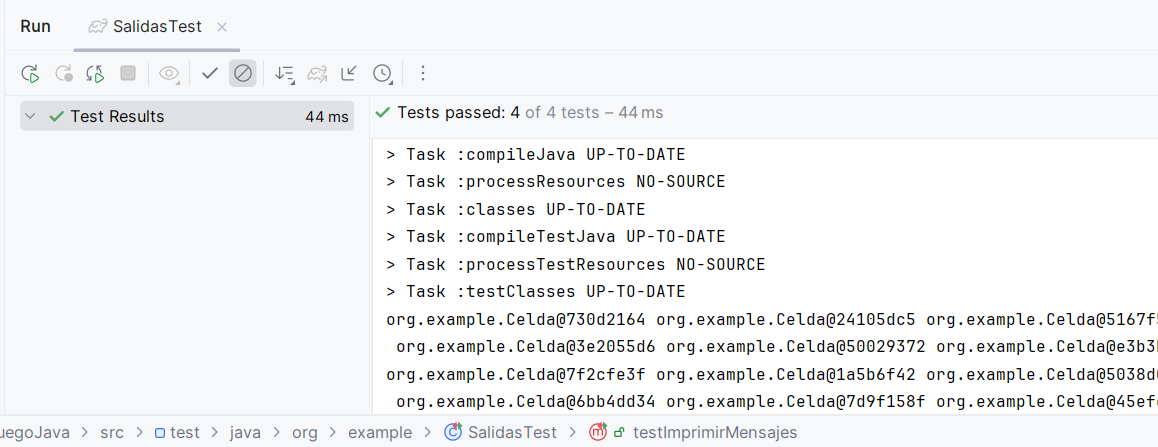 Run SalidasTest
Test Results 44 ms
Tests passed: 4 of 4 tests – 44 ms
> Task :compileJava UP-TO-DATE
> Task :processResources NO-SOURCE
> Task :classes UP-TO-DATE
> Task :compileTestJava UP-TO-DATE
> Task :processTestResources NO-SOURCE
> Task :testClasses UP-TO-DATE
org.example.Celda@730d2164 org.example.Celda@24105dc5 org.example.Celda@5167f5
org.example.Celda@3e2055d6 org.example.Celda@50029372 org.example.Celda@e3b3
org.example.Celda@7f2cfe3f org.example.Celda@1a5b6f42 org.example.Celda@5038d
org.example.Celda@6bb4dd34 org.example.Celda@7d9f158f org.example.Celda@45ef
uegoJava > src > test > java > org > example > SalidasTest > testImprimirMensajes